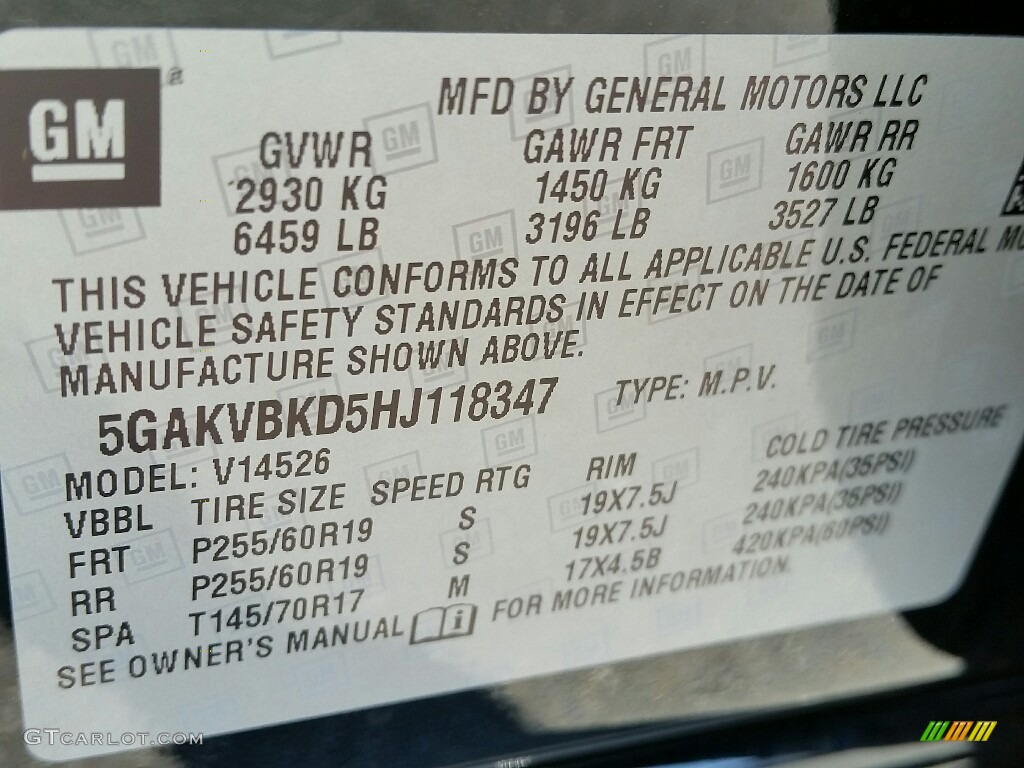 GM
MFD BY GENERAL MOTORS LLC
GVWR GAWR FRT GAWR RR
2930 KG 1450 KG 1600 KG
6459 LB 3196 LB 3527 LB
THIS VEHICLE CONFORMS TO ALL APPLICABLE U.S. FEDERAL
VEHICLE SAFETY STANDARDS IN EFFECT ON THE DATE OF
MANUFACTURE SHOWN ABOVE.
5GAKVBKD5HJ118347 TYPE: M.P.V.
MODEL: V14526
VBBL TIRE SIZE SPEED RTG RIM COLD TIRE PRESSURE
FRT P255/60R19 S 19X7.5J 240KPA(35PSI)
RR P255/60R19 S 19X7.5J 240KPA(35PSI)
SPA T145/70R17 M 17X4.5B 420KPA(60PSI)
SEE OWNER'S MANUAL FOR MORE INFORMATION.
GTCARLOT.COM